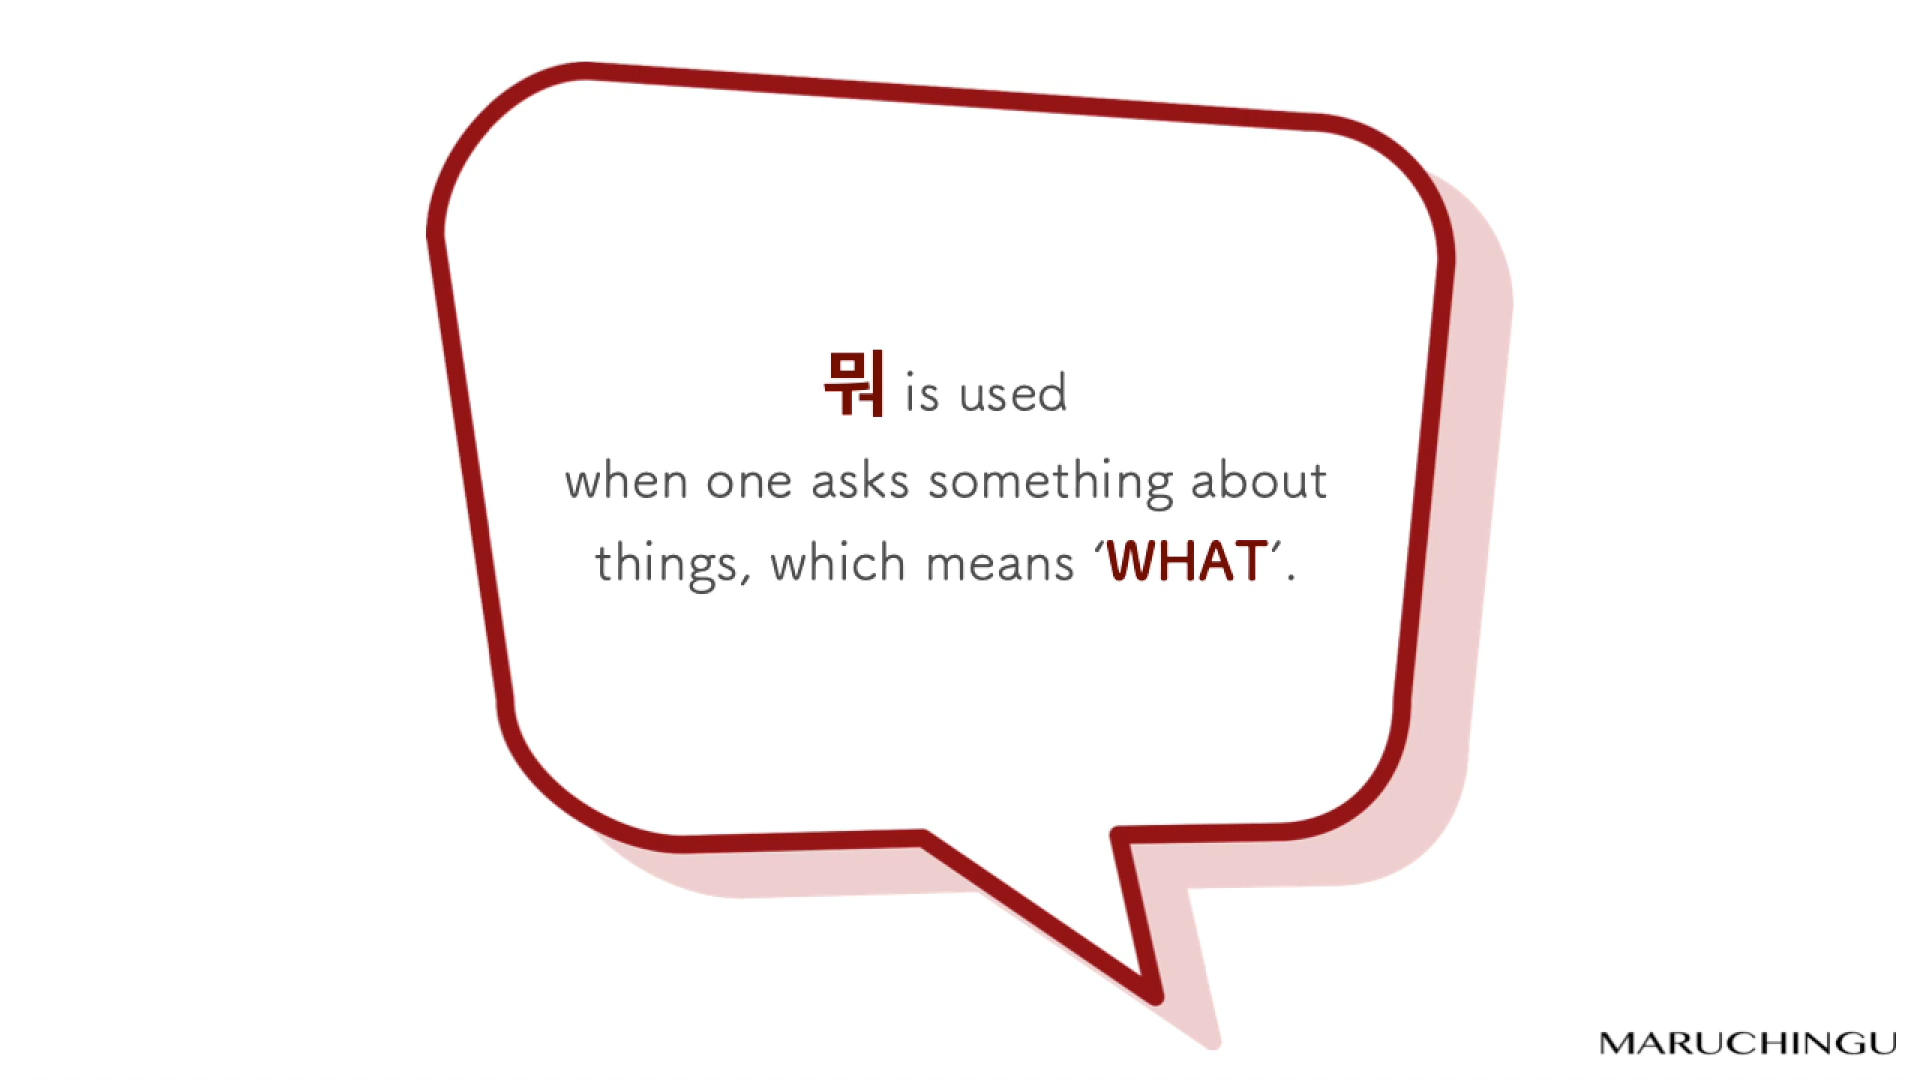 뭐 is used
when one asks something about
things, which means ‘WHAT’.
MARUCHINGU